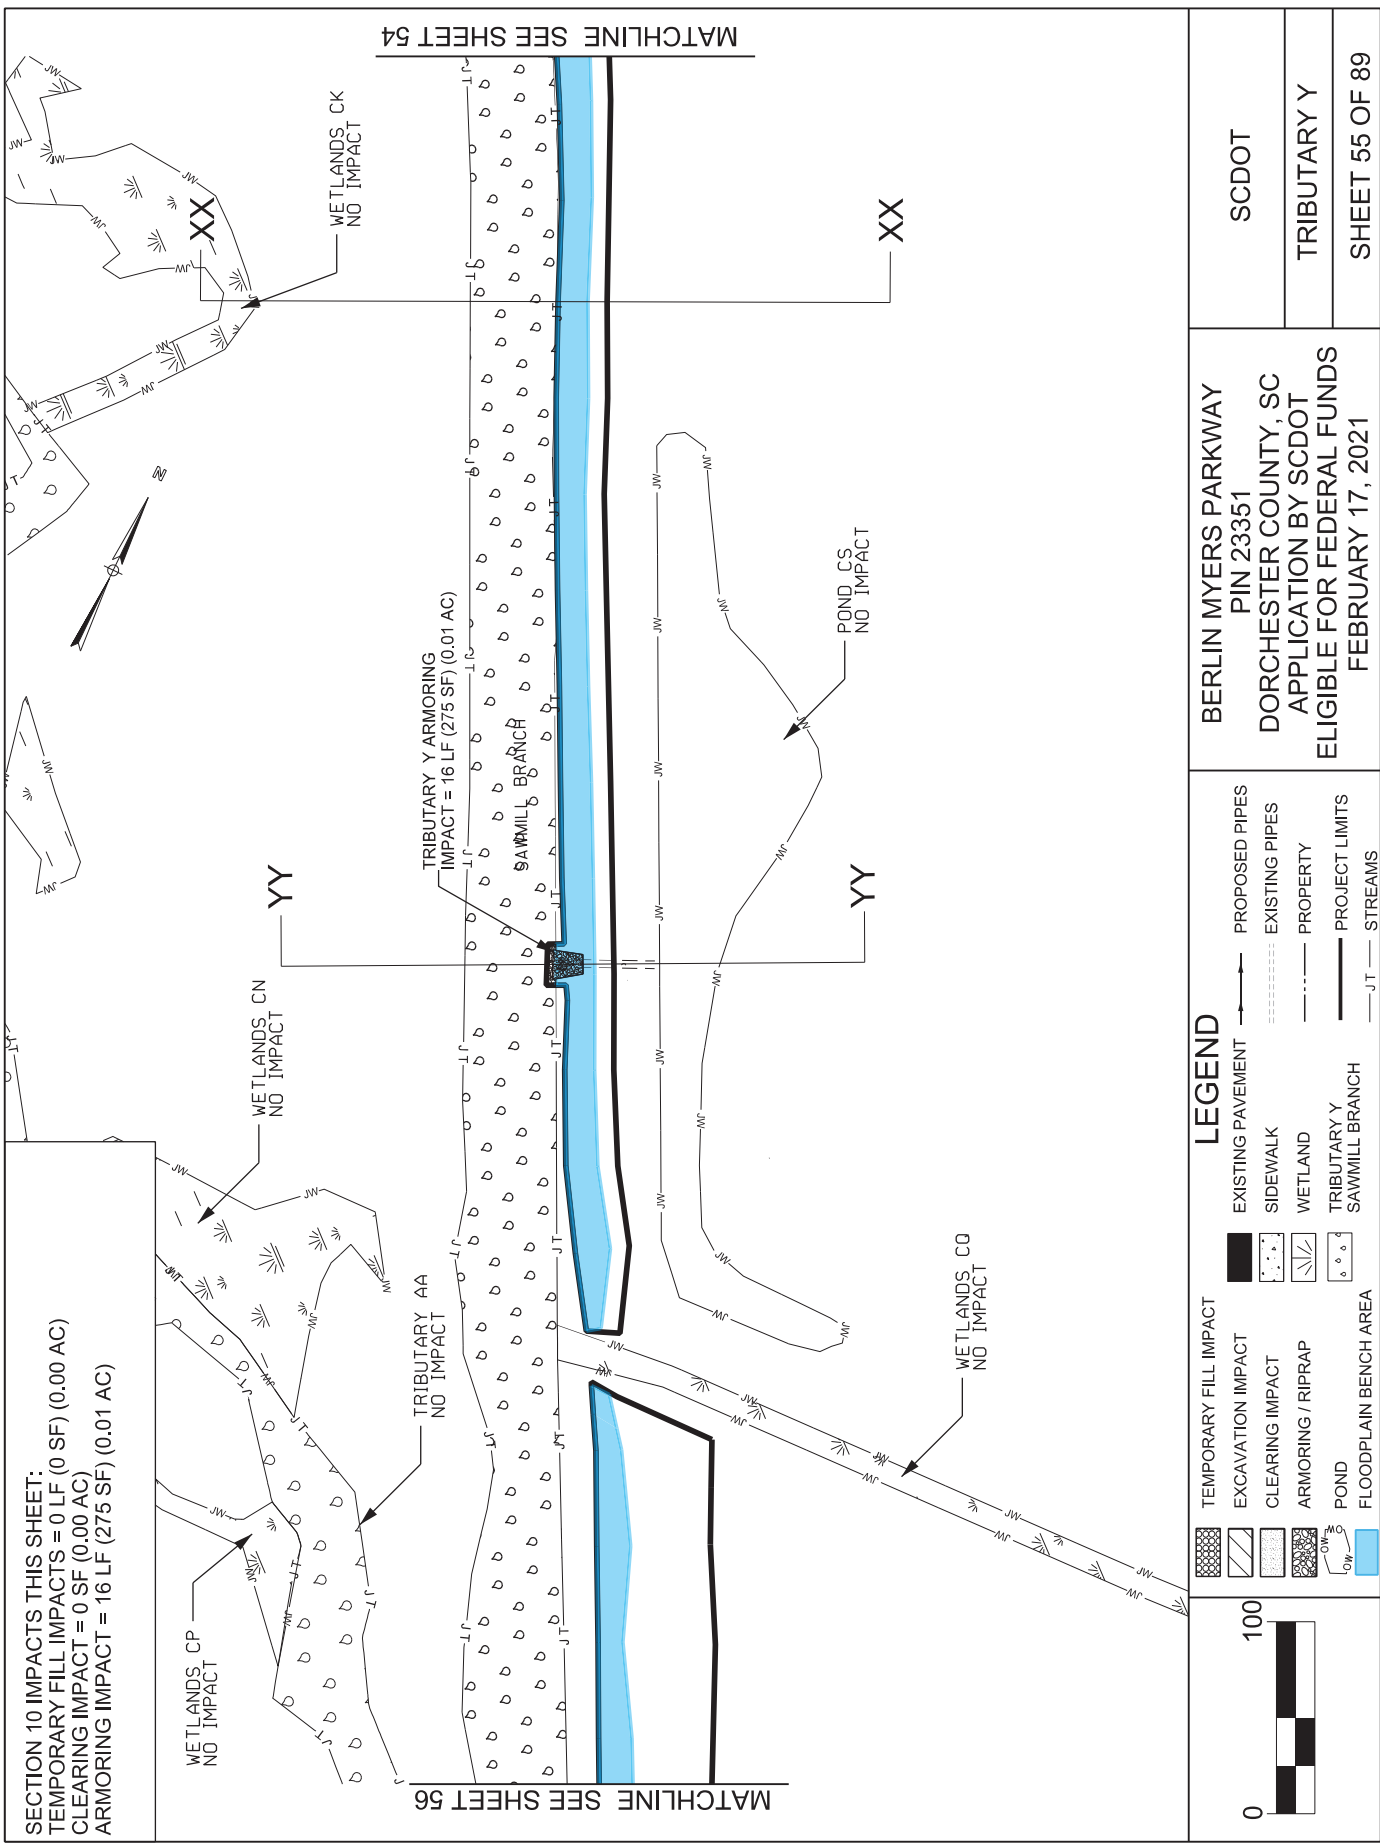 SECTION 10 IMPACTS THIS SHEET:
TEMPORARY FILL IMPACTS = 0 LF (0 SF) (0.00 AC)
CLEARING IMPACT = 0 SF (0.00 AC)
ARMORING IMPACT = 16 LF (275 SF) (0.01 AC)
WETLANDS CP
NO IMPACT
TRIBUTARY AA
NO IMPACT
WETLANDS CN
NO IMPACT
YY
TRIBUTARY Y ARMORING
IMPACT = 16 LF (275 SF) (0.01 AC)
SAWMILL BRANCH
N
XX
WETLANDS CK
NO IMPACT
MATCHLINE SEE SHEET 54
MATCHLINE SEE SHEET 56
WETLANDS CQ
NO IMPACT
YY
POND CS
NO IMPACT
XX
0
100
LEGEND
TEMPORARY FILL IMPACT
EXCAVATION IMPACT
CLEARING IMPACT
ARMORING / RIPRAP
POND
FLOODPLAIN BENCH AREA
EXISTING PAVEMENT
SIDEWALK
WETLAND
TRIBUTARY Y
SAWMILL BRANCH
PROPOSED PIPES
EXISTING PIPES
PROPERTY
PROJECT LIMITS
JT
STREAMS
BERLIN MYERS PARKWAY
PIN 23351
DORCHESTER COUNTY, SC
APPLICATION BY SCDOT
ELIGIBLE FOR FEDERAL FUNDS
FEBRUARY 17, 2021
SCDOT
TRIBUTARY Y
SHEET 55 OF 89